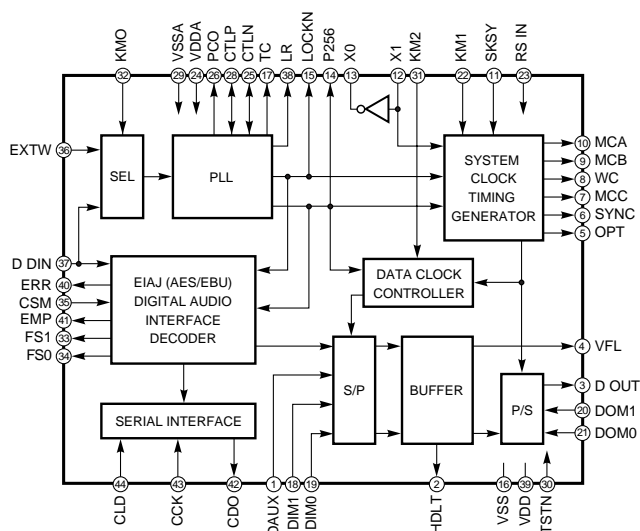 KMO
VSSA
VDDA
PCO
CTLP
CTLN
TC
LR
LOCKN
P256
X0
X1
KM2
KM1
SKSY
RS IN
32
29
24
26
28
25
17
38
15
14
13
12
31
22
11
23
EXTW
36
SEL
PLL
SYSTEM
CLOCK
TIMING
GENERATOR
10
MCA
9
MCB
8
WC
7
MCC
6
SYNC
5
OPT
D DIN
37
ERR
40
CSM
35
EMP
41
FS1
33
FS0
34
EIAJ (AES/EBU)
DIGITAL AUDIO
INTERFACE
DECODER
DATA CLOCK
CONTROLLER
SERIAL INTERFACE
S/P
BUFFER
P/S
4
VFL
3
D OUT
20
DOM1
21
DOM0
44
43
42
1
18
19
2
16
39
30
CLD
CCK
CDO
DAUX
DIM1
DIM0
HDLT
VSS
VDD
TSTN